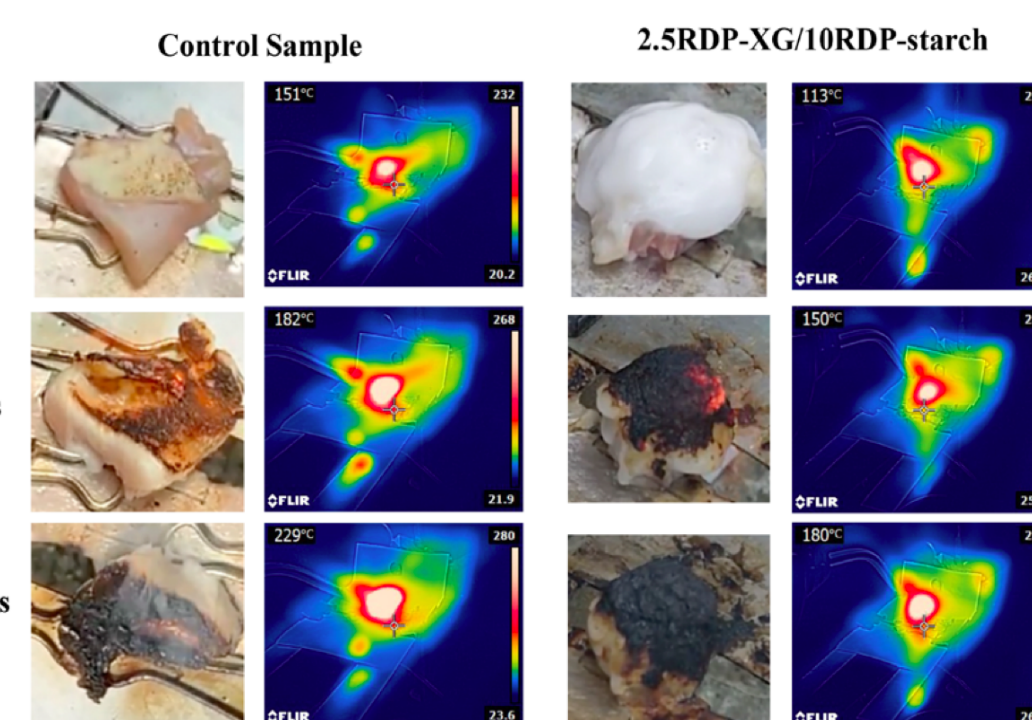 Control Sample
2.5RDP-XG/10RDP-starch
151°C
232
20.2
◇FLIR
113°C
◇FLIR
182°C
268
21.9
◇FLIR
150°C
◇FLIR
229°C
280
23.6
◇FLIR
180°C
◇FLIR